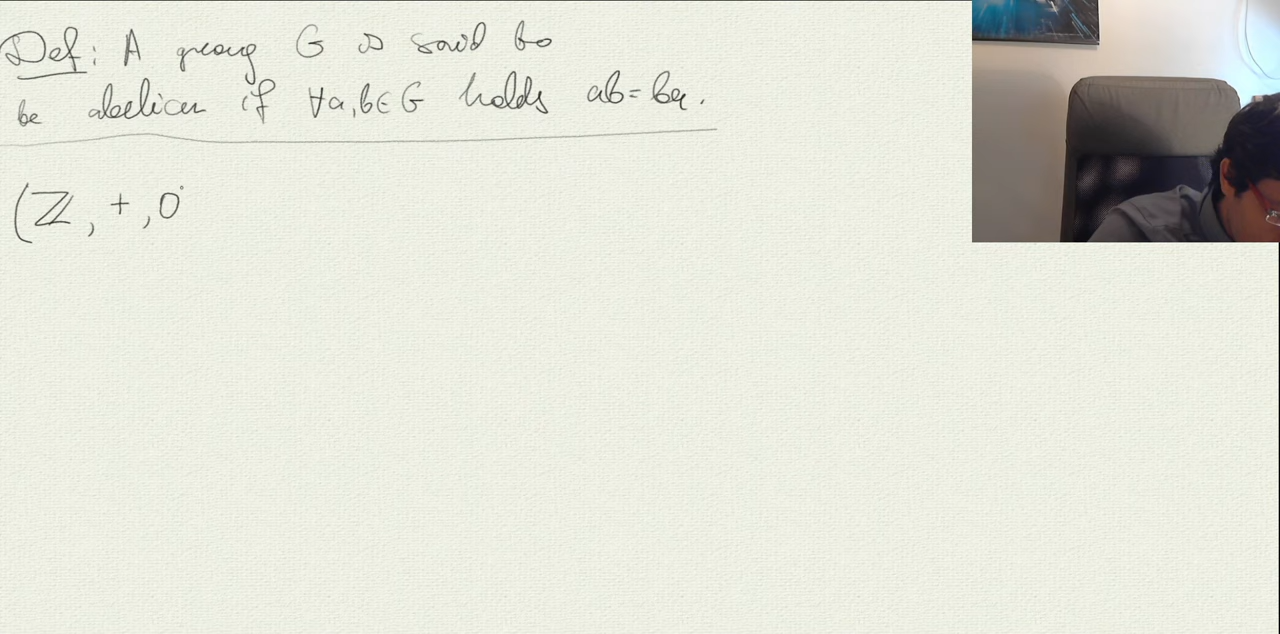 Def: A group G is said to
be abelian if ∀a,b∈G holds ab=ba.
(ℤ, +, 0